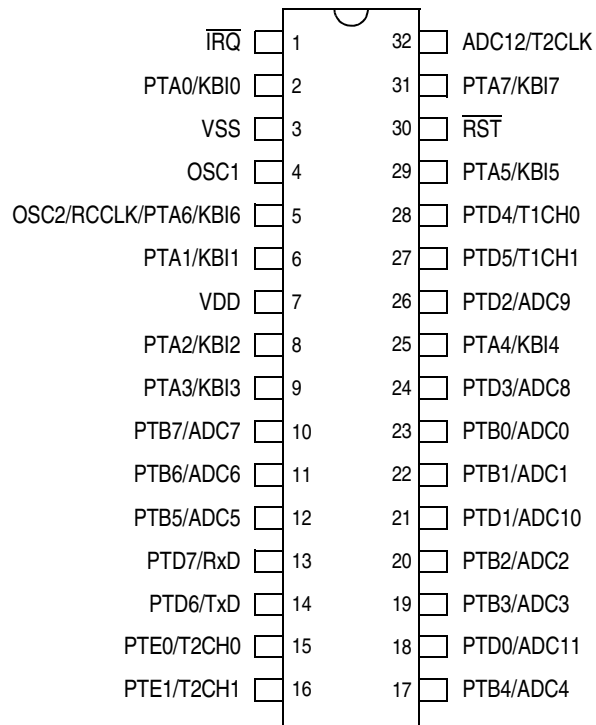 IRQ 1 32 ADC12/T2CLK
PTA0/KBI0 2 31 PTA7/KBI7
VSS 3 30 RST
OSC1 4 29 PTA5/KBI5
OSC2/RCCLK/PTA6/KBI6 5 28 PTD4/T1CH0
PTA1/KBI1 6 27 PTD5/T1CH1
VDD 7 26 PTD2/ADC9
PTA2/KBI2 8 25 PTA4/KBI4
PTA3/KBI3 9 24 PTD3/ADC8
PTB7/ADC7 10 23 PTB0/ADC0
PTB6/ADC6 11 22 PTB1/ADC1
PTB5/ADC5 12 21 PTD1/ADC10
PTD7/RxD 13 20 PTB2/ADC2
PTD6/TxD 14 19 PTB3/ADC3
PTE0/T2CH0 15 18 PTD0/ADC11
PTE1/T2CH1 16 17 PTB4/ADC4